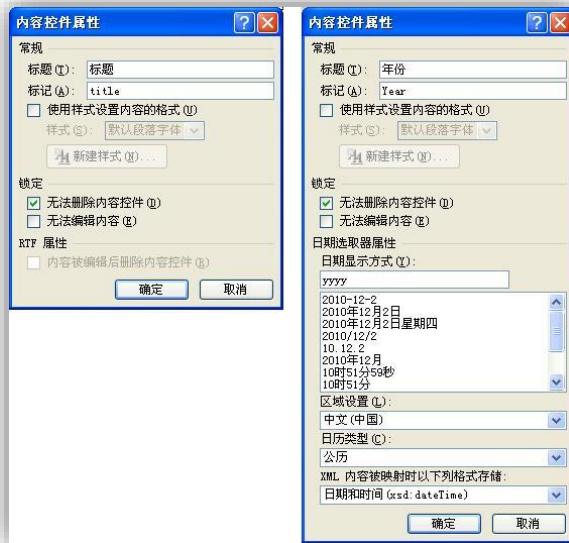 内容控件属性
常规
标题(T): 标题
标记(A): title
使用样式设置内容的格式(U)
样式(S): 默认段落字体
新建样式(N)...
锁定
无法删除内容控件(D)
无法编辑内容(E)
RTF 属性
内容被编辑后删除内容控件(R)
确定 取消
内容控件属性
常规
标题(T): 年份
标记(A): Year
使用样式设置内容的格式(U)
样式(S): 默认段落字体
新建样式(N)...
锁定
无法删除内容控件(D)
无法编辑内容(E)
日期选取器属性
日期显示方式(Y):
yyyy
2010-12-2
2010年12月2日
2010年12月2日星期四
2010/12/2
10.12.2
2010年12月
10时51分59秒
10时51分
区域设置(L):
中文(中国)
日历类型(C):
公历
XML 内容被映射时以下列格式存储:
日期和时间(xsd:dateTime)
确定 取消